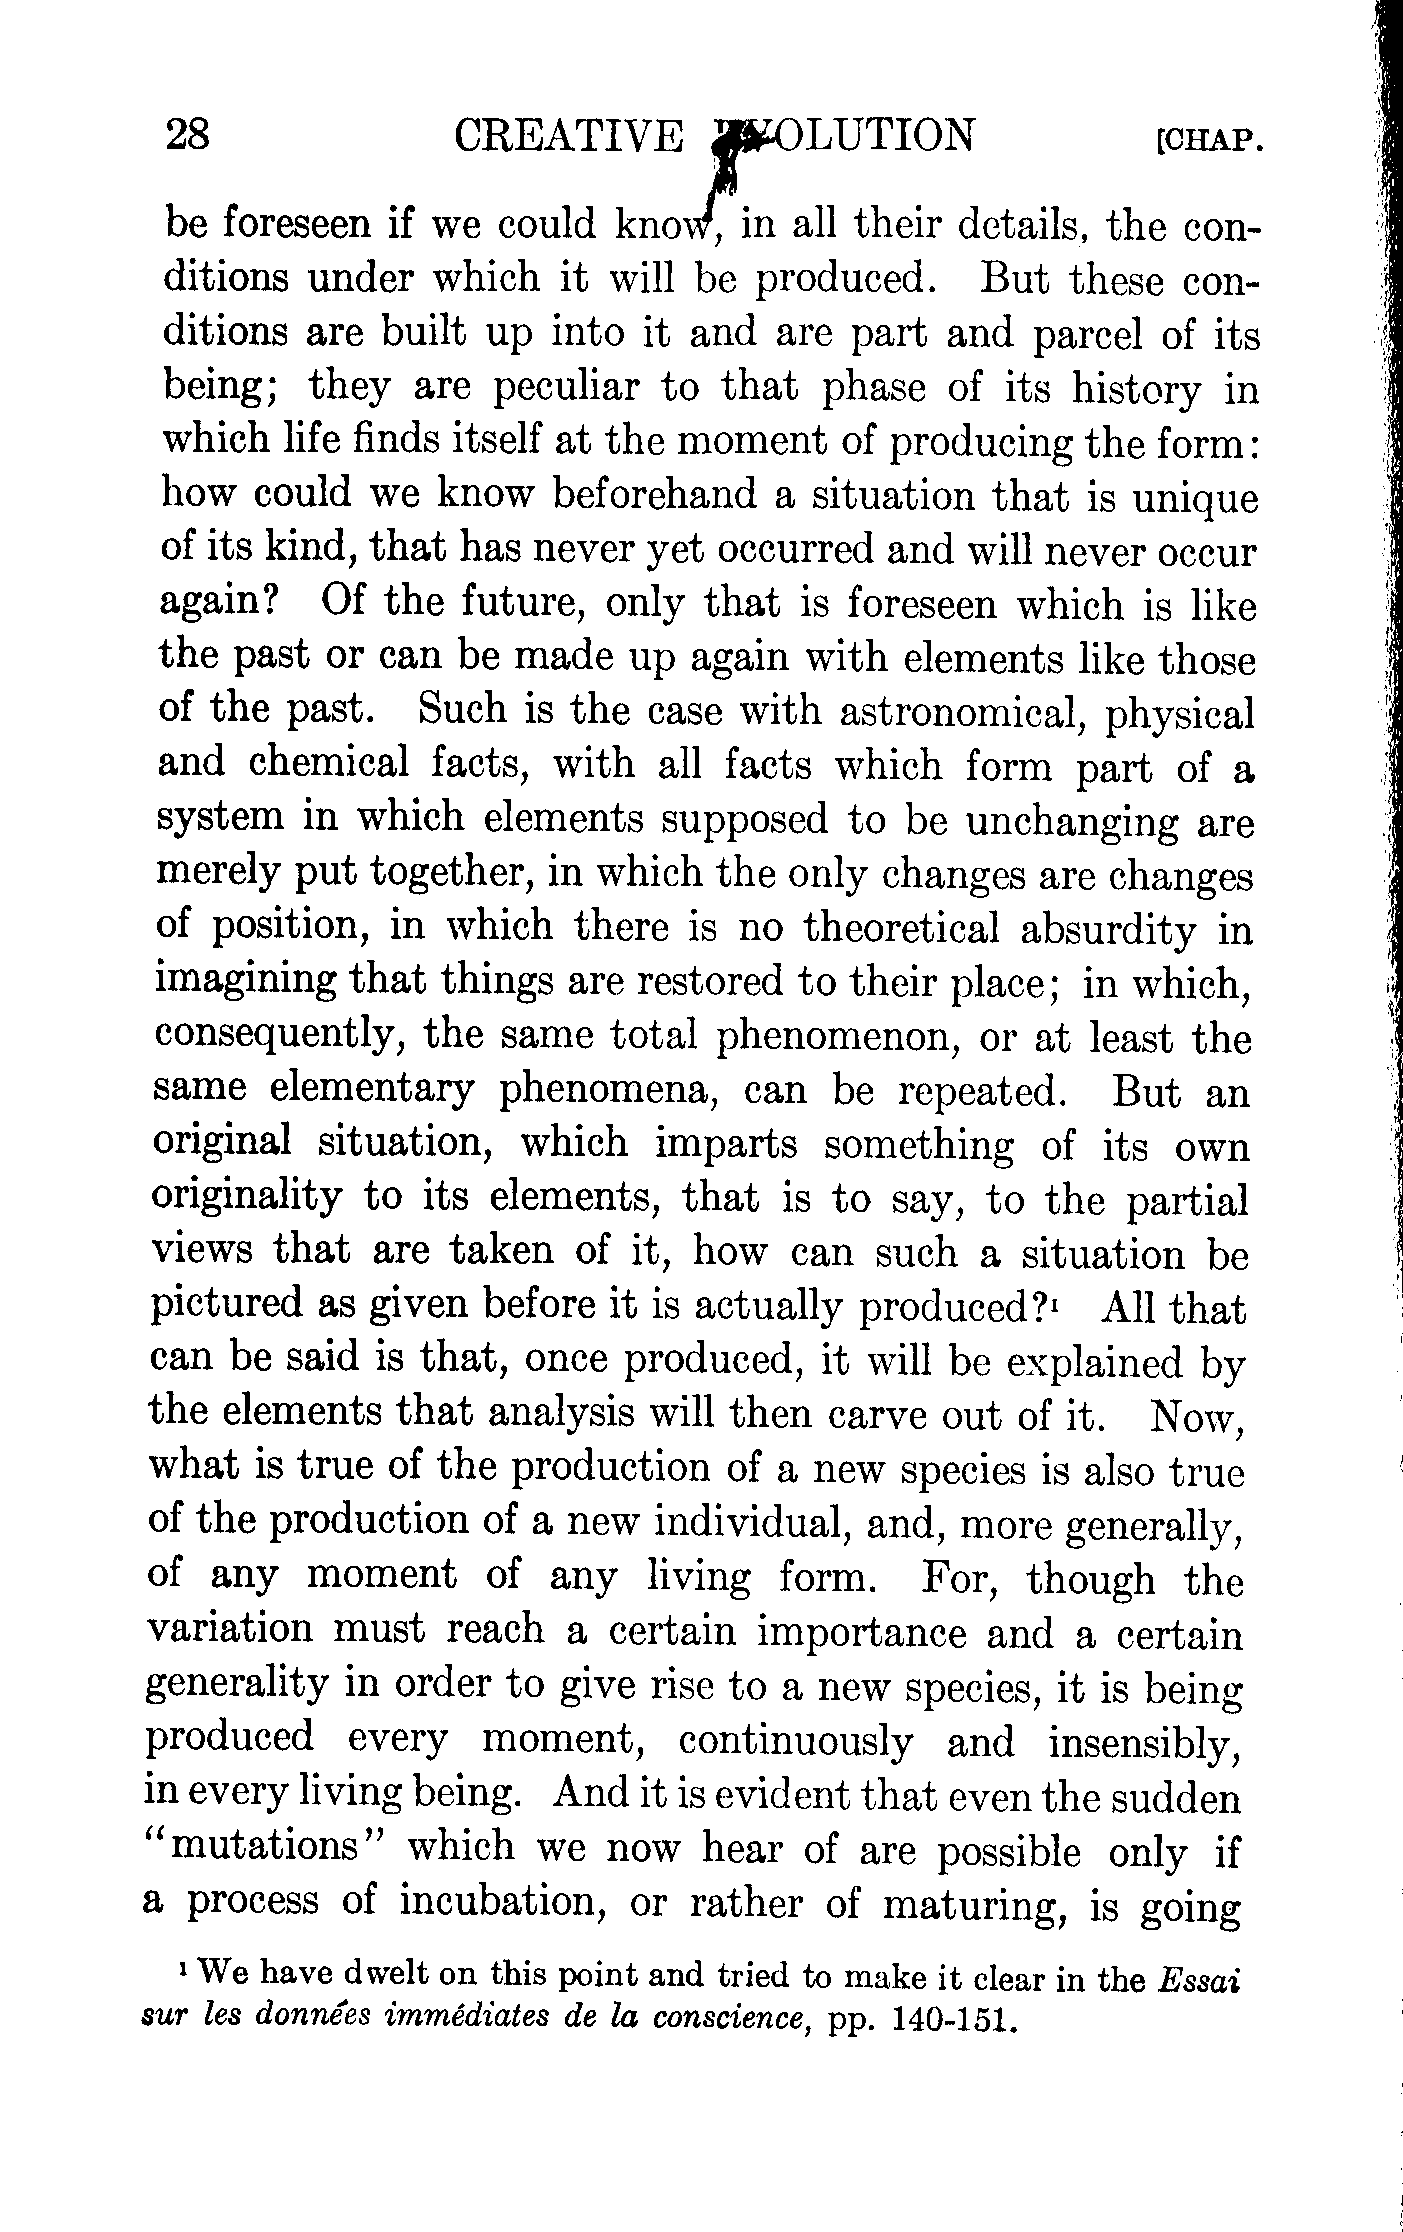 28 CREATIVE EVOLUTION [CHAP.
be foreseen if we could know, in all their details, the con-
ditions under which it will be produced. But these con-
ditions are built up into it and are part and parcel of its
being; they are peculiar to that phase of its history in
which life finds itself at the moment of producing the form:
how could we know beforehand a situation that is unique
of its kind, that has never yet occurred and will never occur
again? Of the future, only that is foreseen which is like
the past or can be made up again with elements like those
of the past. Such is the case with astronomical, physical
and chemical facts, with all facts which form part of a
system in which elements supposed to be unchanging are
merely put together, in which the only changes are changes
of position, in which there is no theoretical absurdity in
imagining that things are restored to their place; in which,
consequently, the same total phenomenon, or at least the
same elementary phenomena, can be repeated. But an
original situation, which imparts something of its own
originality to its elements, that is to say, to the partial
views that are taken of it, how can such a situation be
pictured as given before it is actually produced?¹ All that
can be said is that, once produced, it will be explained by
the elements that analysis will then carve out of it. Now,
what is true of the production of a new species is also true
of the production of a new individual, and, more generally,
of any moment of any living form. For, though the
variation must reach a certain importance and a certain
generality in order to give rise to a new species, it is being
produced every moment, continuously and insensibly,
in every living being. And it is evident that even the sudden
"mutations" which we now hear of are possible only if
a process of incubation, or rather of maturing, is going
¹ We have dwelt on this point and tried to make it clear in the Essai
sur les données immédiates de la conscience, pp. 140-151.